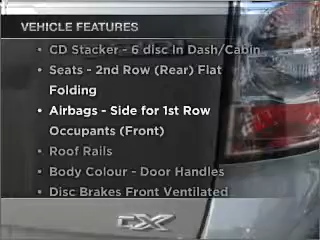 VEHICLE FEATURES
• CD Stacker - 6 disc In Dash/Cabin
• Seats - 2nd Row (Rear) Flat
Folding
• Airbags - Side for 1st Row
Occupants (Front)
• Roof Rails
• Body Colour - Door Handles
• Disc Brakes Front Ventilated
CX